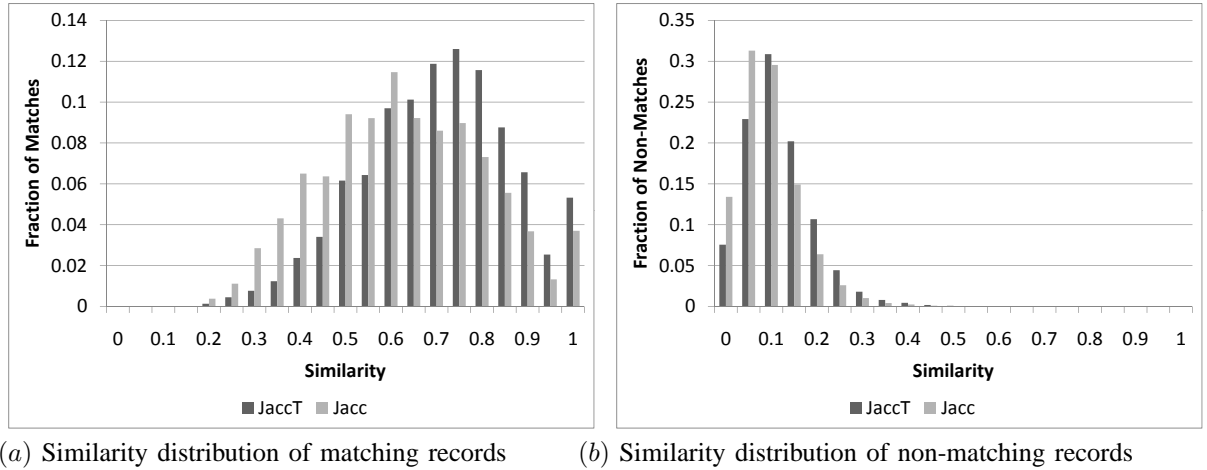 0.14
0.12
0.1
0.08
0.06
0.04
0.02
0
Fraction of Matches
0 0.1 0.2 0.3 0.4 0.5 0.6 0.7 0.8 0.9 1
Similarity
JaccT Jacc
(a) Similarity distribution of matching records
0.35
0.3
0.25
0.2
0.15
0.1
0.05
0
Fraction of Non-Matches
0 0.1 0.2 0.3 0.4 0.5 0.6 0.7 0.8 0.9 1
Similarity
JaccT Jacc
(b) Similarity distribution of non-matching records